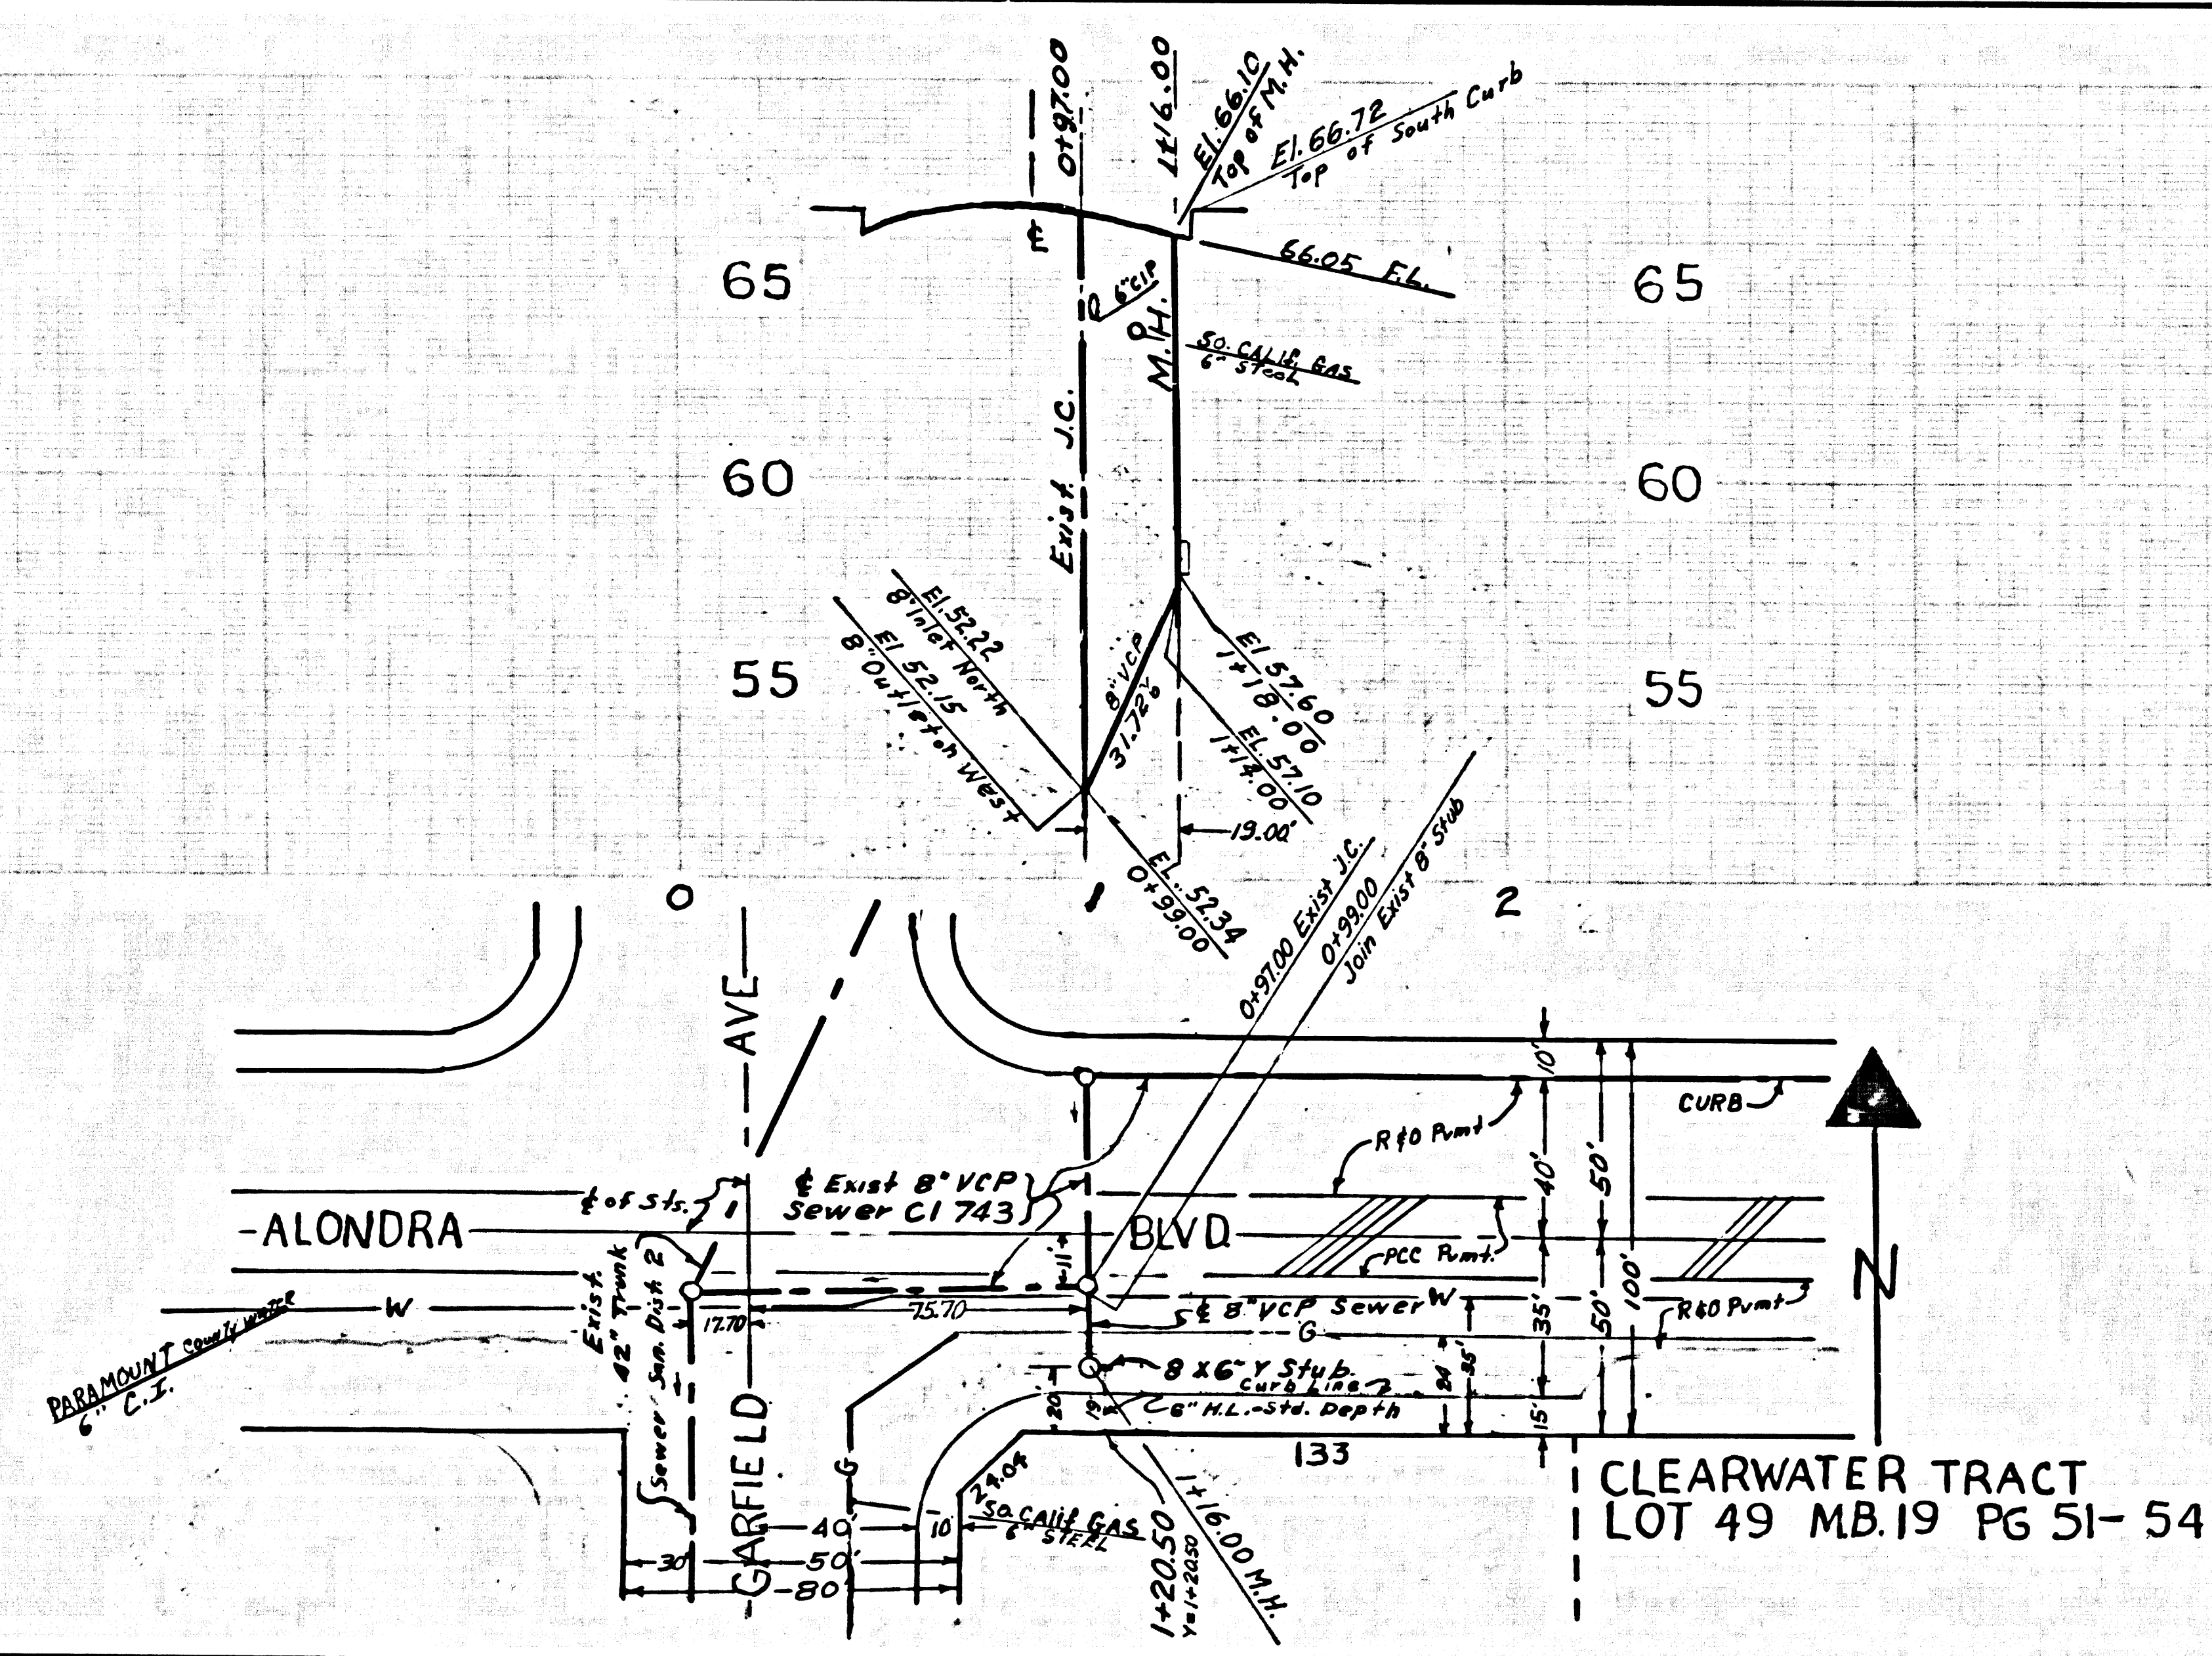 0+97.00
1+16.00
El. 66.10
Top of M.H.
El. 66.72
Top of South Curb
66.05 F.L.
65
65
6" CIP
M.H.
SO. CALIF. GAS
6" Steel
Exist. J.C.
60
60
55
55
El. 52.22
8" Inlet North
El 52.15
8" Outlet on West
8" VCP
31.72%
El 57.60
1+18.00
EL. 57.10
1+14.00
19.00'
EL. 52.34
0+99.00
0
1
2
0+97.00 Exist J.C.
0+99.00
Join Exist 8" Stub
AVE
10'
CURB
R&O Pvmt
40'
50'
100'
℄ of Sts.
℄ Exist 8" VCP
Sewer CI 743
ALONDRA
BLVD.
11'
PCC Pvmt.
N
Exist.
42" Trunk
Sewer San. Dist 2
W
17.70
75.70
℄ 8" VCP Sewer
W
R&O Pvmt
35'
50'
G
PARAMOUNT County WATER
6" C.I.
8 x 6" Y Stub
Curb Line
6" H.L.-Std. Depth
20'
19'
24'
35'
15'
133
GARFIELD
G
24.04
SO. CALIF GAS
6" STEEL
40'
10'
30'
50'
80'
1+20.50
Y=1+20.50
1+16.00 M.H.
CLEARWATER TRACT
LOT 49 M.B. 19 PG 51-54